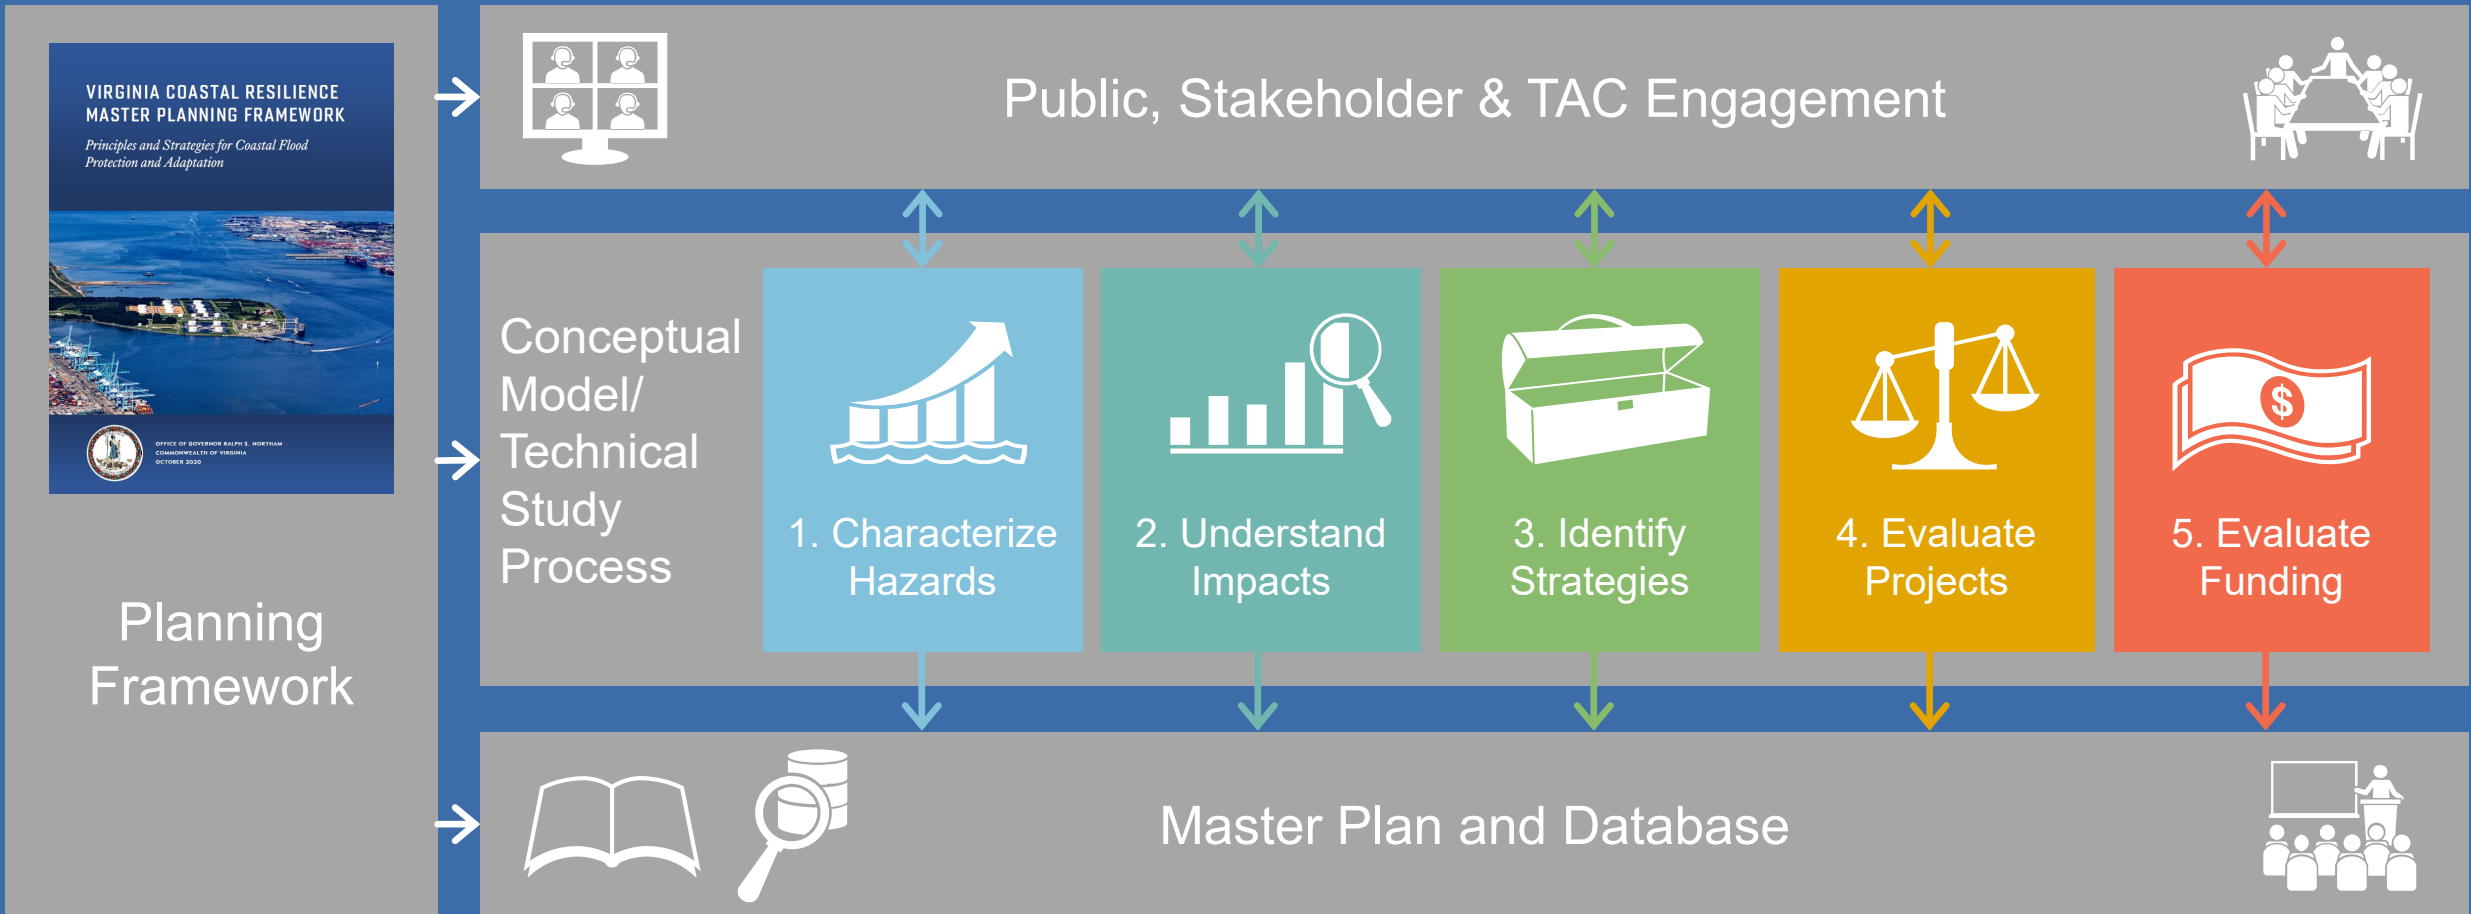 VIRGINIA COASTAL RESILIENCE
MASTER PLANNING FRAMEWORK
Principles and Strategies for Coastal Flood
Protection and Adaptation
OFFICE OF GOVERNOR RALPH S. NORTHAM
COMMONWEALTH OF VIRGINIA
OCTOBER 2020
Planning
Framework
Public, Stakeholder & TAC Engagement
Conceptual
Model/
Technical
Study
Process
1. Characterize
Hazards
2. Understand
Impacts
3. Identify
Strategies
4. Evaluate
Projects
$
5. Evaluate
Funding
Master Plan and Database